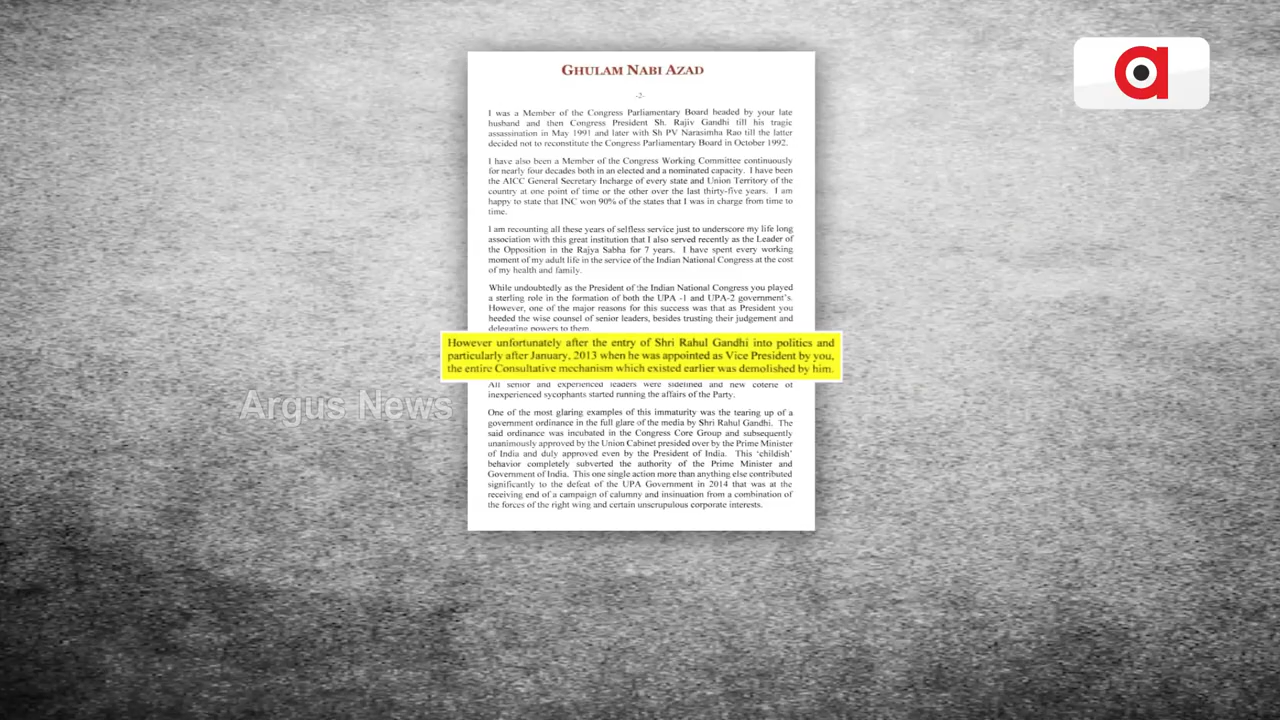 GHULAM NABI AZAD
-2-
I was a Member of the Congress Parliamentary Board headed by your late
husband and then Congress President Sh. Rajiv Gandhi till his tragic
assassination in May 1991 and later with Sh PV Narasimha Rao till the latter
decided not to reconstitute the Congress Parliamentary Board in October 1992.
I have also been a Member of the Congress Working Committee continuously
for nearly four decades both in an elected and a nominated capacity. I have been
the AICC General Secretary Incharge of every state and Union Territory of the
country at one point of time or the other over the last thirty-five years. I am
happy to state that INC won 90% of the states that I was in charge from time to
time.
I am recounting all these years of selfless service just to underscore my life long
association with this great institution that I also served recently as the Leader of
the Opposition in the Rajya Sabha for 7 years. I have spent every working
moment of my adult life in the service of the Indian National Congress at the cost
of my health and family.
While undoubtedly as the President of the Indian National Congress you played
a sterling role in the formation of both the UPA -1 and UPA-2 government's.
However, one of the major reasons for this success was that as President you
heeded the wise counsel of senior leaders, besides trusting their judgement and
delegating powers to them.
However unfortunately after the entry of Shri Rahul Gandhi into politics and
particularly after January, 2013 when he was appointed as Vice President by you,
the entire Consultative mechanism which existed earlier was demolished by him.
All senior and experienced leaders were sidelined and new coterie of
inexperienced sycophants started running the affairs of the Party.
Argus News
One of the most glaring examples of this immaturity was the tearing up of a
government ordinance in the full glare of the media by Shri Rahul Gandhi. The
said ordinance was incubated in the Congress Core Group and subsequently
unanimously approved by the Union Cabinet presided over by the Prime Minister
of India and duly approved even by the President of India. This 'childish'
behavior completely subverted the authority of the Prime Minister and
Government of India. This one single action more than anything else contributed
significantly to the defeat of the UPA Government in 2014 that was at the
receiving end of a campaign of calumny and insinuation from a combination of
the forces of the right wing and certain unscrupulous corporate interests.